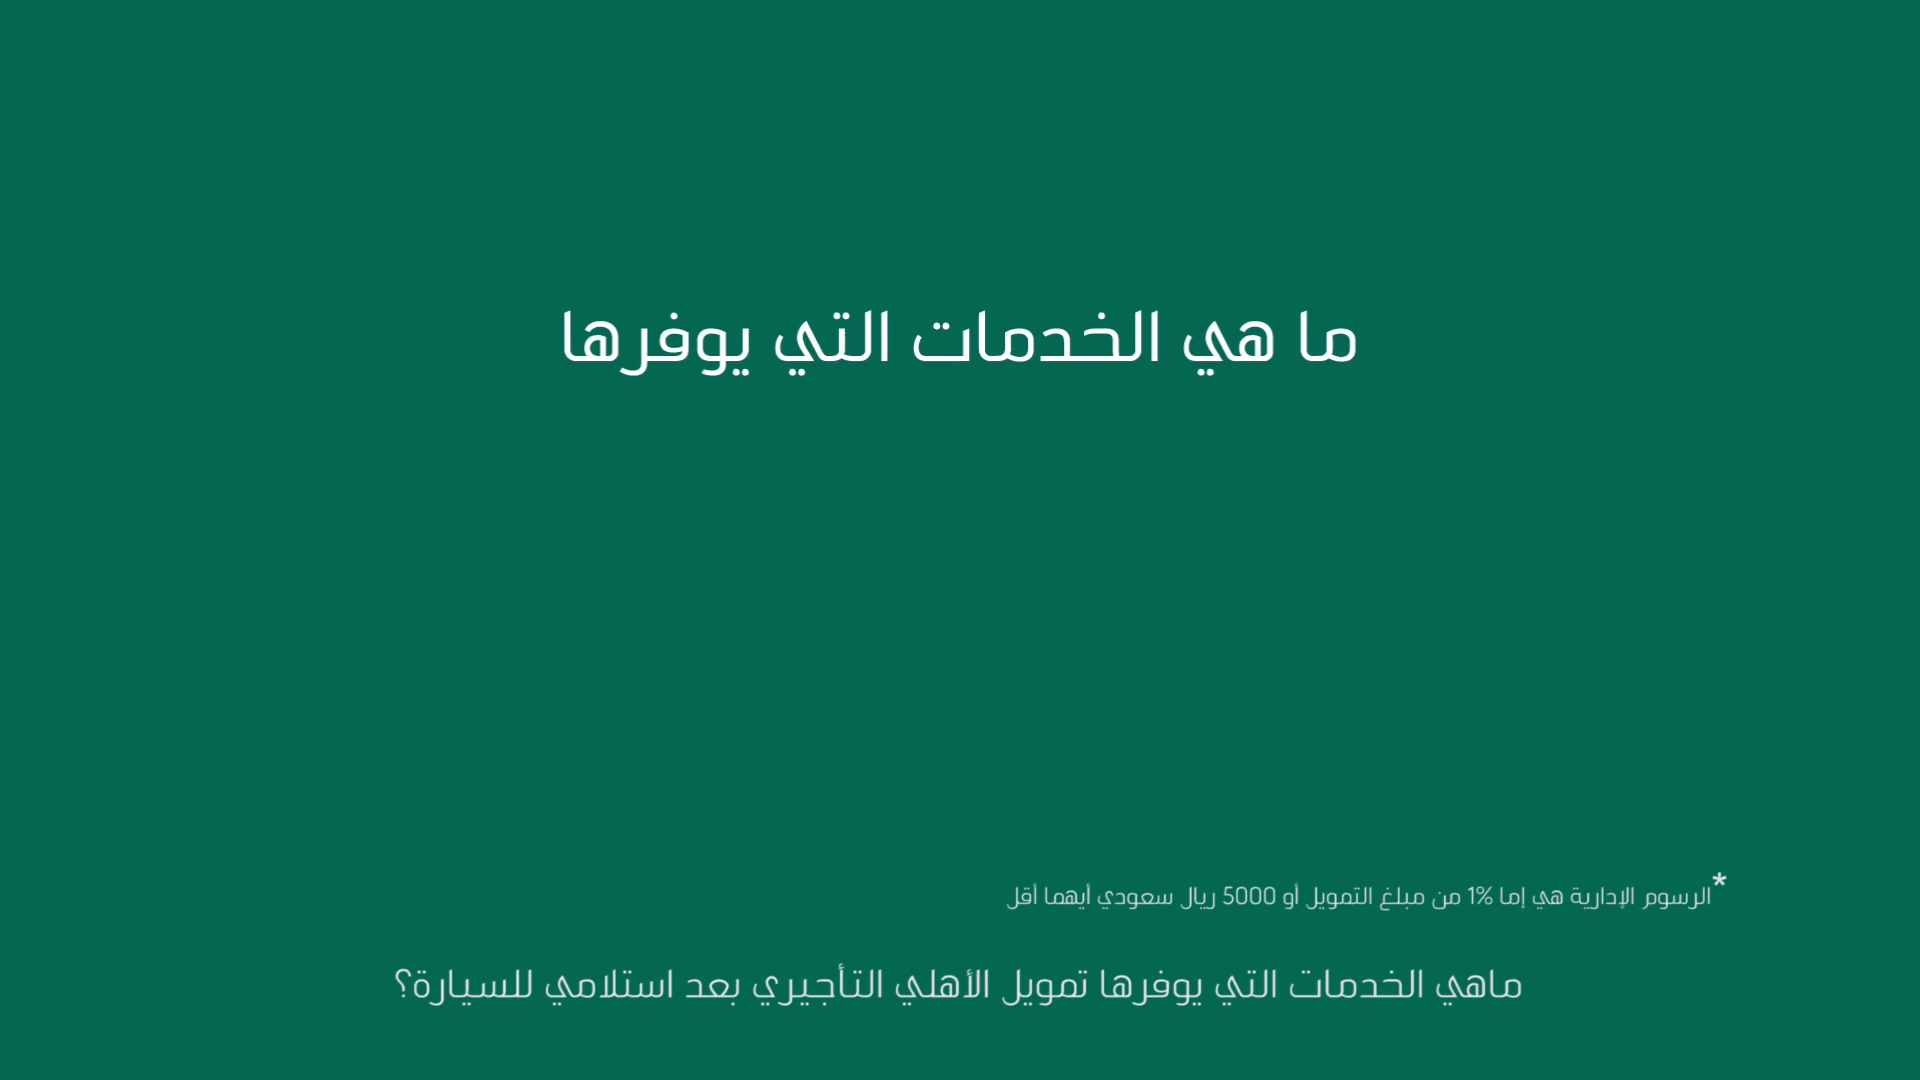 ما هي الخدمات التي يوفرها
*الرسوم الإدارية هي إما 1% من مبلغ التمويل أو 5000 ريال سعودي أيهما أقل
ماهي الخدمات التي يوفرها تمويل الأهلي التأجيري بعد استلامي للسيارة؟